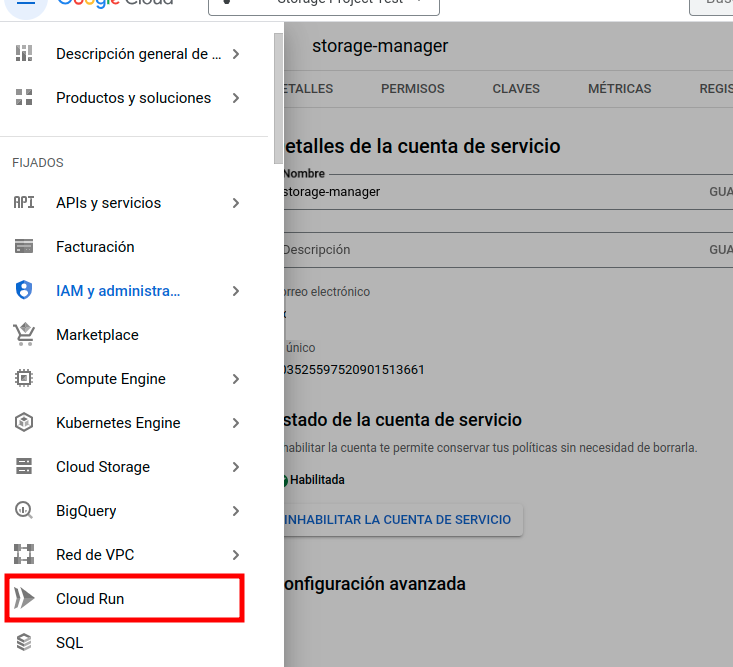 Google Cloud
Storage Project Test
Descripción general de ...
Productos y soluciones
FIJADOS
API APIs y servicios
Facturación
IAM y administra...
Marketplace
Compute Engine
Kubernetes Engine
Cloud Storage
BigQuery
Red de VPC
Cloud Run
SQL
storage-manager
ETALLES PERMISOS CLAVES MÉTRICAS REGIS
etalles de la cuenta de servicio
Nombre
storage-manager GUA
Descripción GUA
orreo electrónico
único
03525597520901513661
stado de la cuenta de servicio
habilitar la cuenta te permite conservar tus políticas sin necesidad de borrarla.
Habilitada
INHABILITAR LA CUENTA DE SERVICIO
onfiguración avanzada